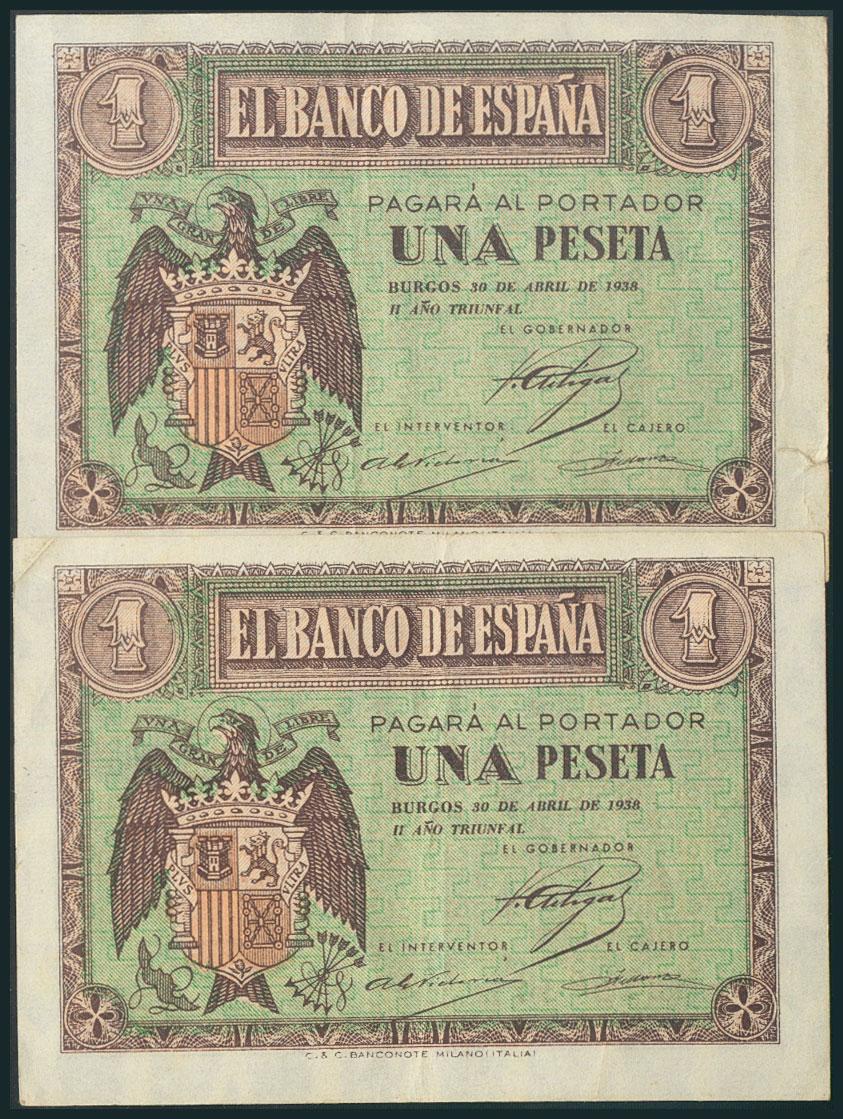 1 EL BANCO DE ESPAÑA 1
VNA GRANDE LIBRE
PAGARÁ AL PORTADOR
UNA PESETA
BURGOS 30 DE ABRIL DE 1938
II AÑO TRIUNFAL
EL GOBERNADOR
PLVS VLTRA
EL INTERVENTOR EL CAJERO
C. & C. BANCONOTE MILANO (ITALIA)
1 EL BANCO DE ESPAÑA 1
VNA GRANDE LIBRE
PAGARÁ AL PORTADOR
UNA PESETA
BURGOS 30 DE ABRIL DE 1938
II AÑO TRIUNFAL
EL GOBERNADOR
PLVS VLTRA
EL INTERVENTOR EL CAJERO
C. & C. BANCONOTE MILANO (ITALIA)